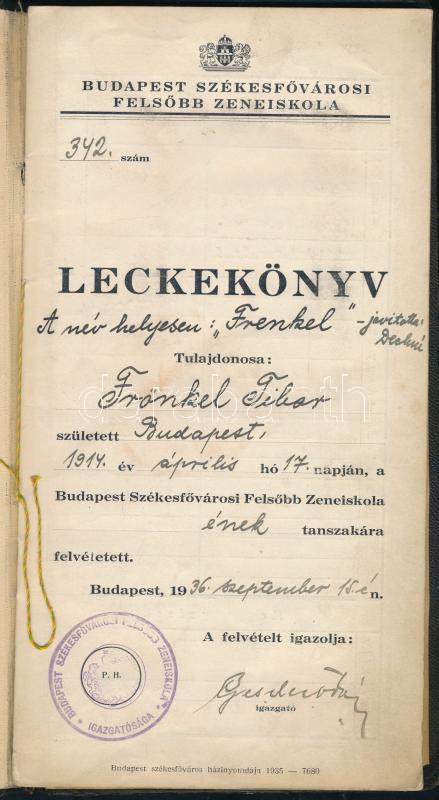 BUDAPEST SZÉKESFŐVÁROSI
FELSŐBB ZENEISKOLA
342. szám
LECKEKÖNYV
A név helyesen: „Frenkel" - javította:
Tulajdonosa:
Fränkel Tibor
született Budapest,
1914. év április hó 17. napján, a
Budapest Székesfővárosi Felsőbb Zeneiskola
ének tanszakára
felvétetett.
Budapest, 1936. szeptember 15.én.
A felvételt igazolja:
igazgató
BUDAPEST SZÉKESFŐVÁROSI FELSŐBB ZENEISKOLA
IGAZGATÓSÁGA
P. H.
Budapest székesfőváros házinyomdája 1935 — 7680